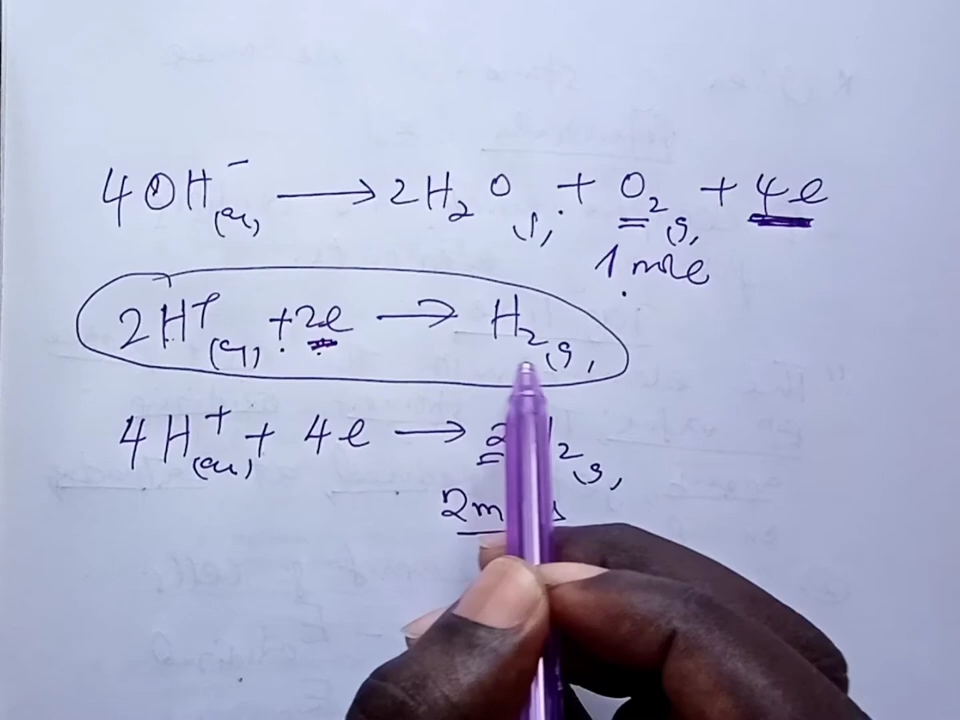 4OH⁻(aq) ⟶ 2H₂O(l) + O₂(g) + 4e
1 mole
2H⁺(aq) + 2e ⟶ H₂(g)
4H⁺(aq) + 4e ⟶ 2H₂(g)